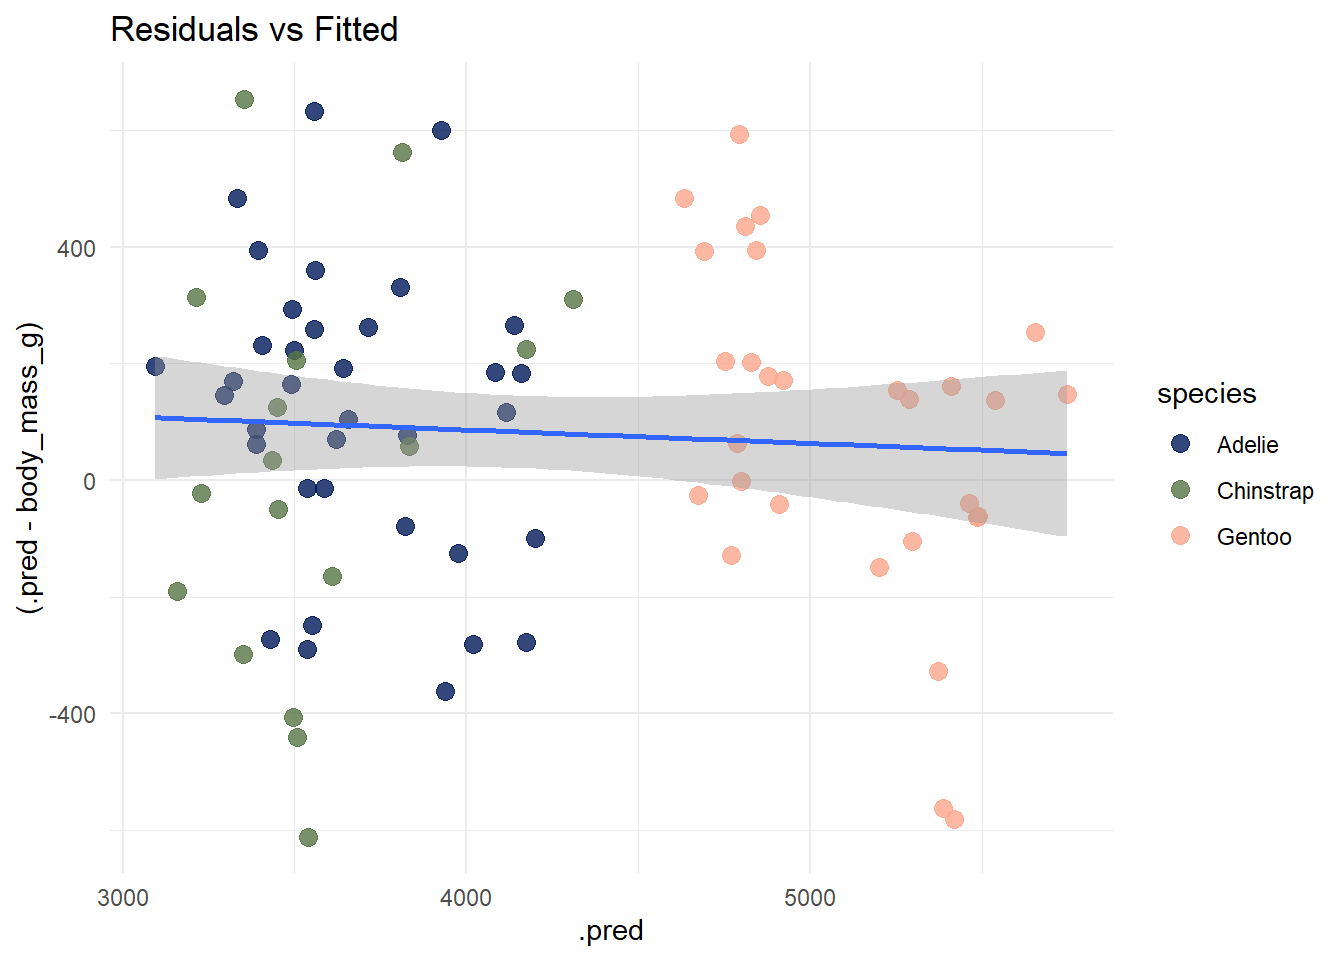 Residuals vs Fitted
(.pred - body_mass_g)
400
0
-400
3000
4000
5000
.pred
species
Adelie
Chinstrap
Gentoo